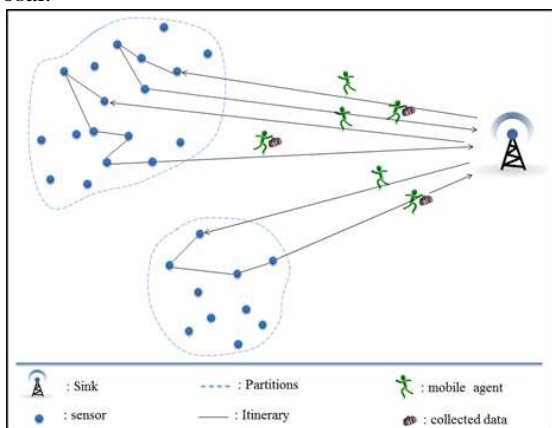 : Sink
: Partitions
: mobile agent
: sensor
: Itinerary
: collected data